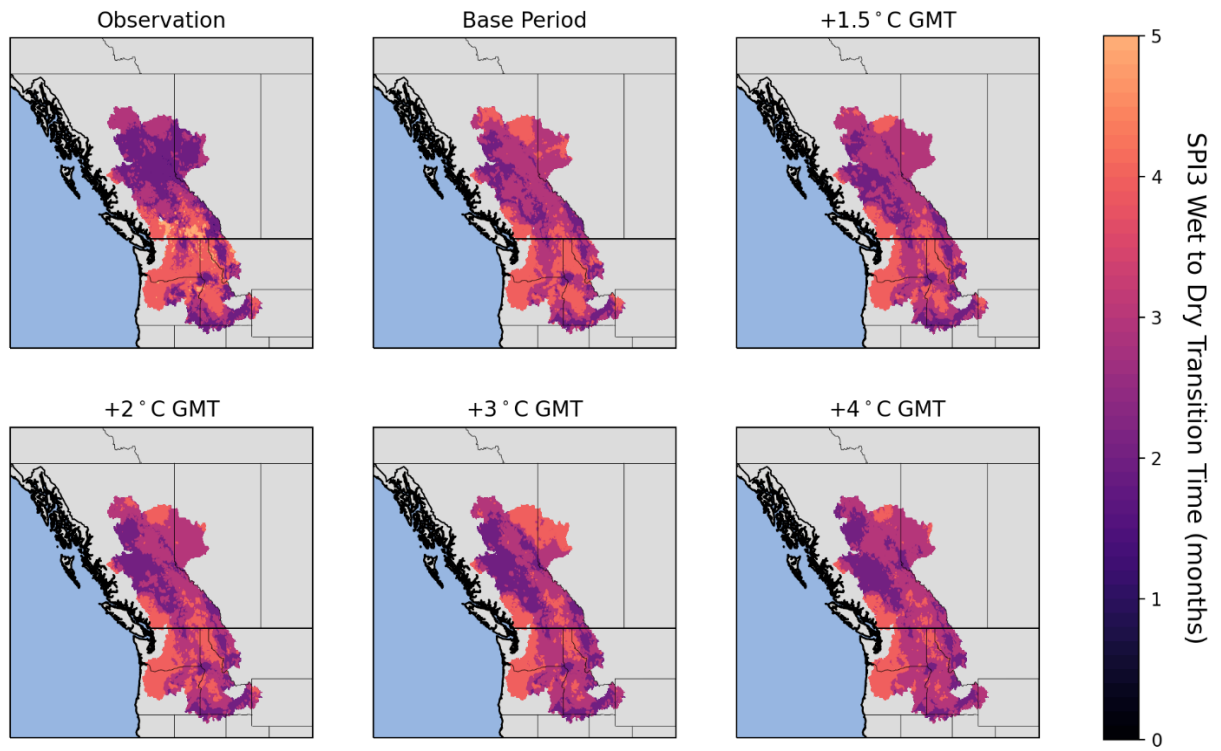 Observation
Base Period
+1.5°C GMT
+2°C GMT
+3°C GMT
+4°C GMT
5
4
3
2
1
0
SPI3 Wet to Dry Transition Time (months)